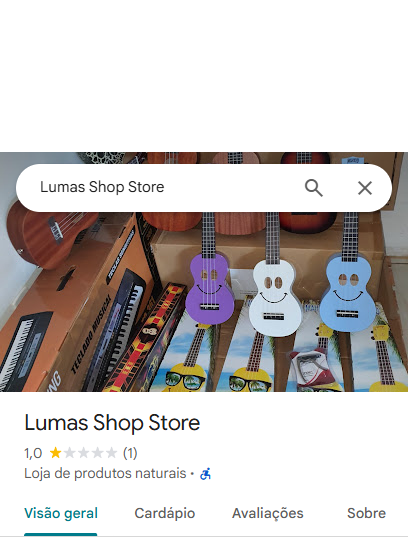 Lumas Shop Store
TECLADO MUSICAL
Lumas Shop Store
1,0 (1)
Loja de produtos naturais •
Visão geral Cardápio Avaliações Sobre